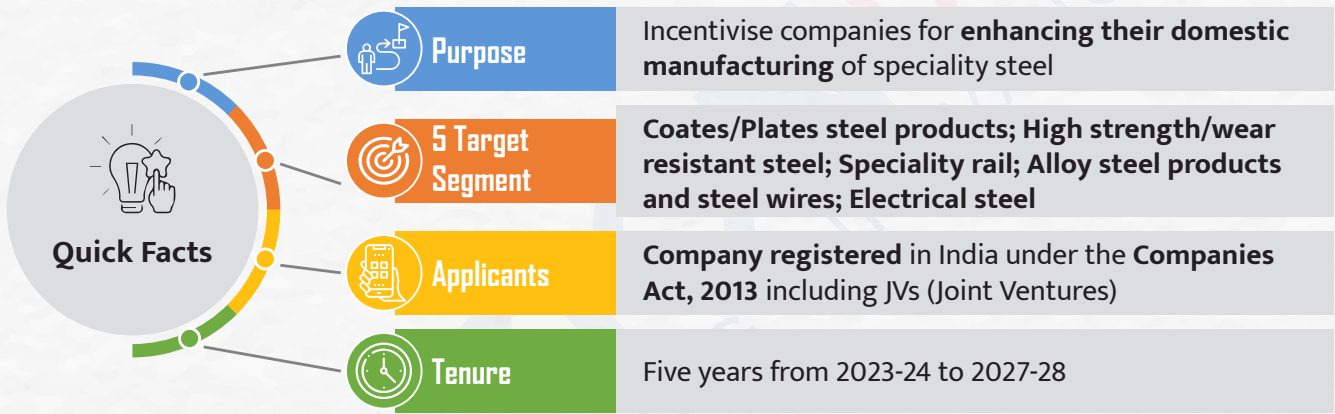 Quick Facts
Purpose
Incentivise companies for enhancing their domestic
manufacturing of speciality steel
5 Target
Segment
Coates/Plates steel products; High strength/wear
resistant steel; Speciality rail; Alloy steel products
and steel wires; Electrical steel
Applicants
Company registered in India under the Companies
Act, 2013 including JVs (Joint Ventures)
Tenure
Five years from 2023-24 to 2027-28